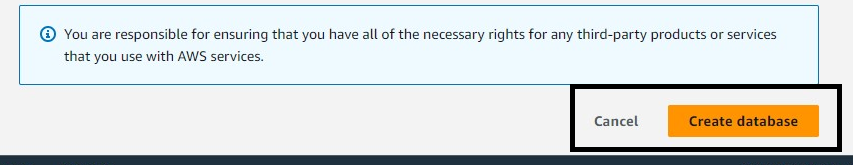 You are responsible for ensuring that you have all of the necessary rights for any third-party products or services
that you use with AWS services.
Cancel Create database